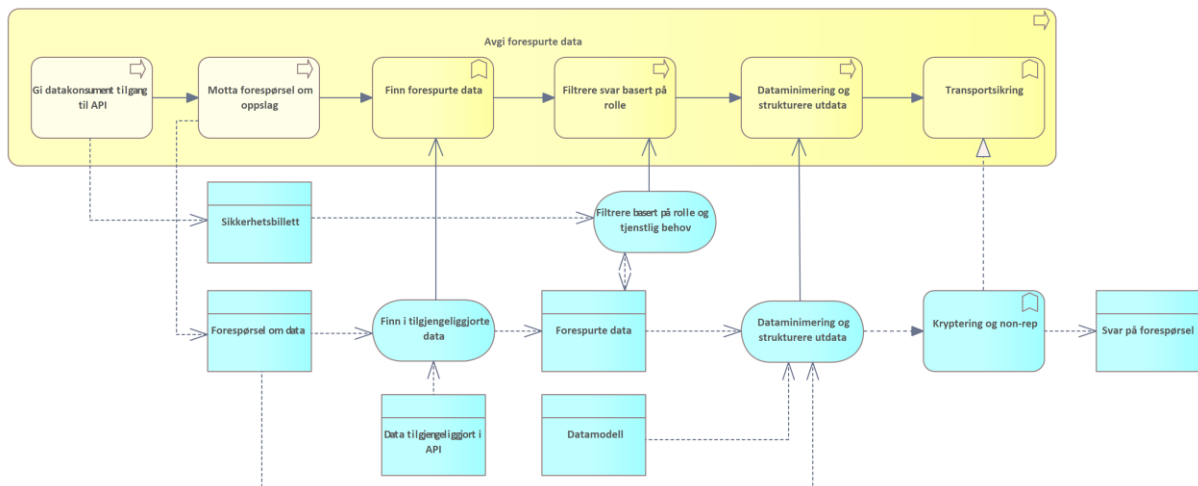 Avgi forespurte data
Gi datakonsument tilgang
til API
Motta forespørsel om
oppslag
Finn forespurte data
Filtrere svar basert på
rolle
Dataminimering og
strukturere utdata
Transportsikring
Sikkerhetsbillett
Filtrere basert på rolle og
tjenstlig behov
Forespørsel om data
Finn i tilgjengeliggjorte
data
Forespurte data
Dataminimering og
strukturere utdata
Kryptering og non-rep
Svar på forespørsel
Data tilgjengeliggjort i
API
Datamodell